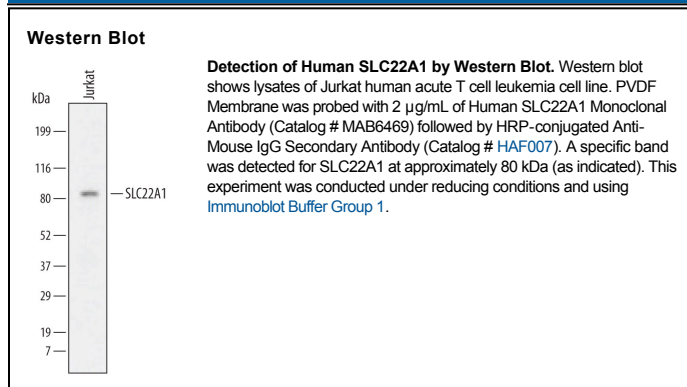 Western Blot
Detection of Human SLC22A1 by Western Blot. Western blot
shows lysates of Jurkat human acute T cell leukemia cell line. PVDF
Membrane was probed with 2 µg/mL of Human SLC22A1 Monoclonal
Antibody (Catalog # MAB6469) followed by HRP-conjugated Anti-
Mouse IgG Secondary Antibody (Catalog # HAF007). A specific band
was detected for SLC22A1 at approximately 80 kDa (as indicated). This
experiment was conducted under reducing conditions and using
Immunoblot Buffer Group 1.
Jurkat
kDa
199
116
80
SLC22A1
52
37
29
19
7